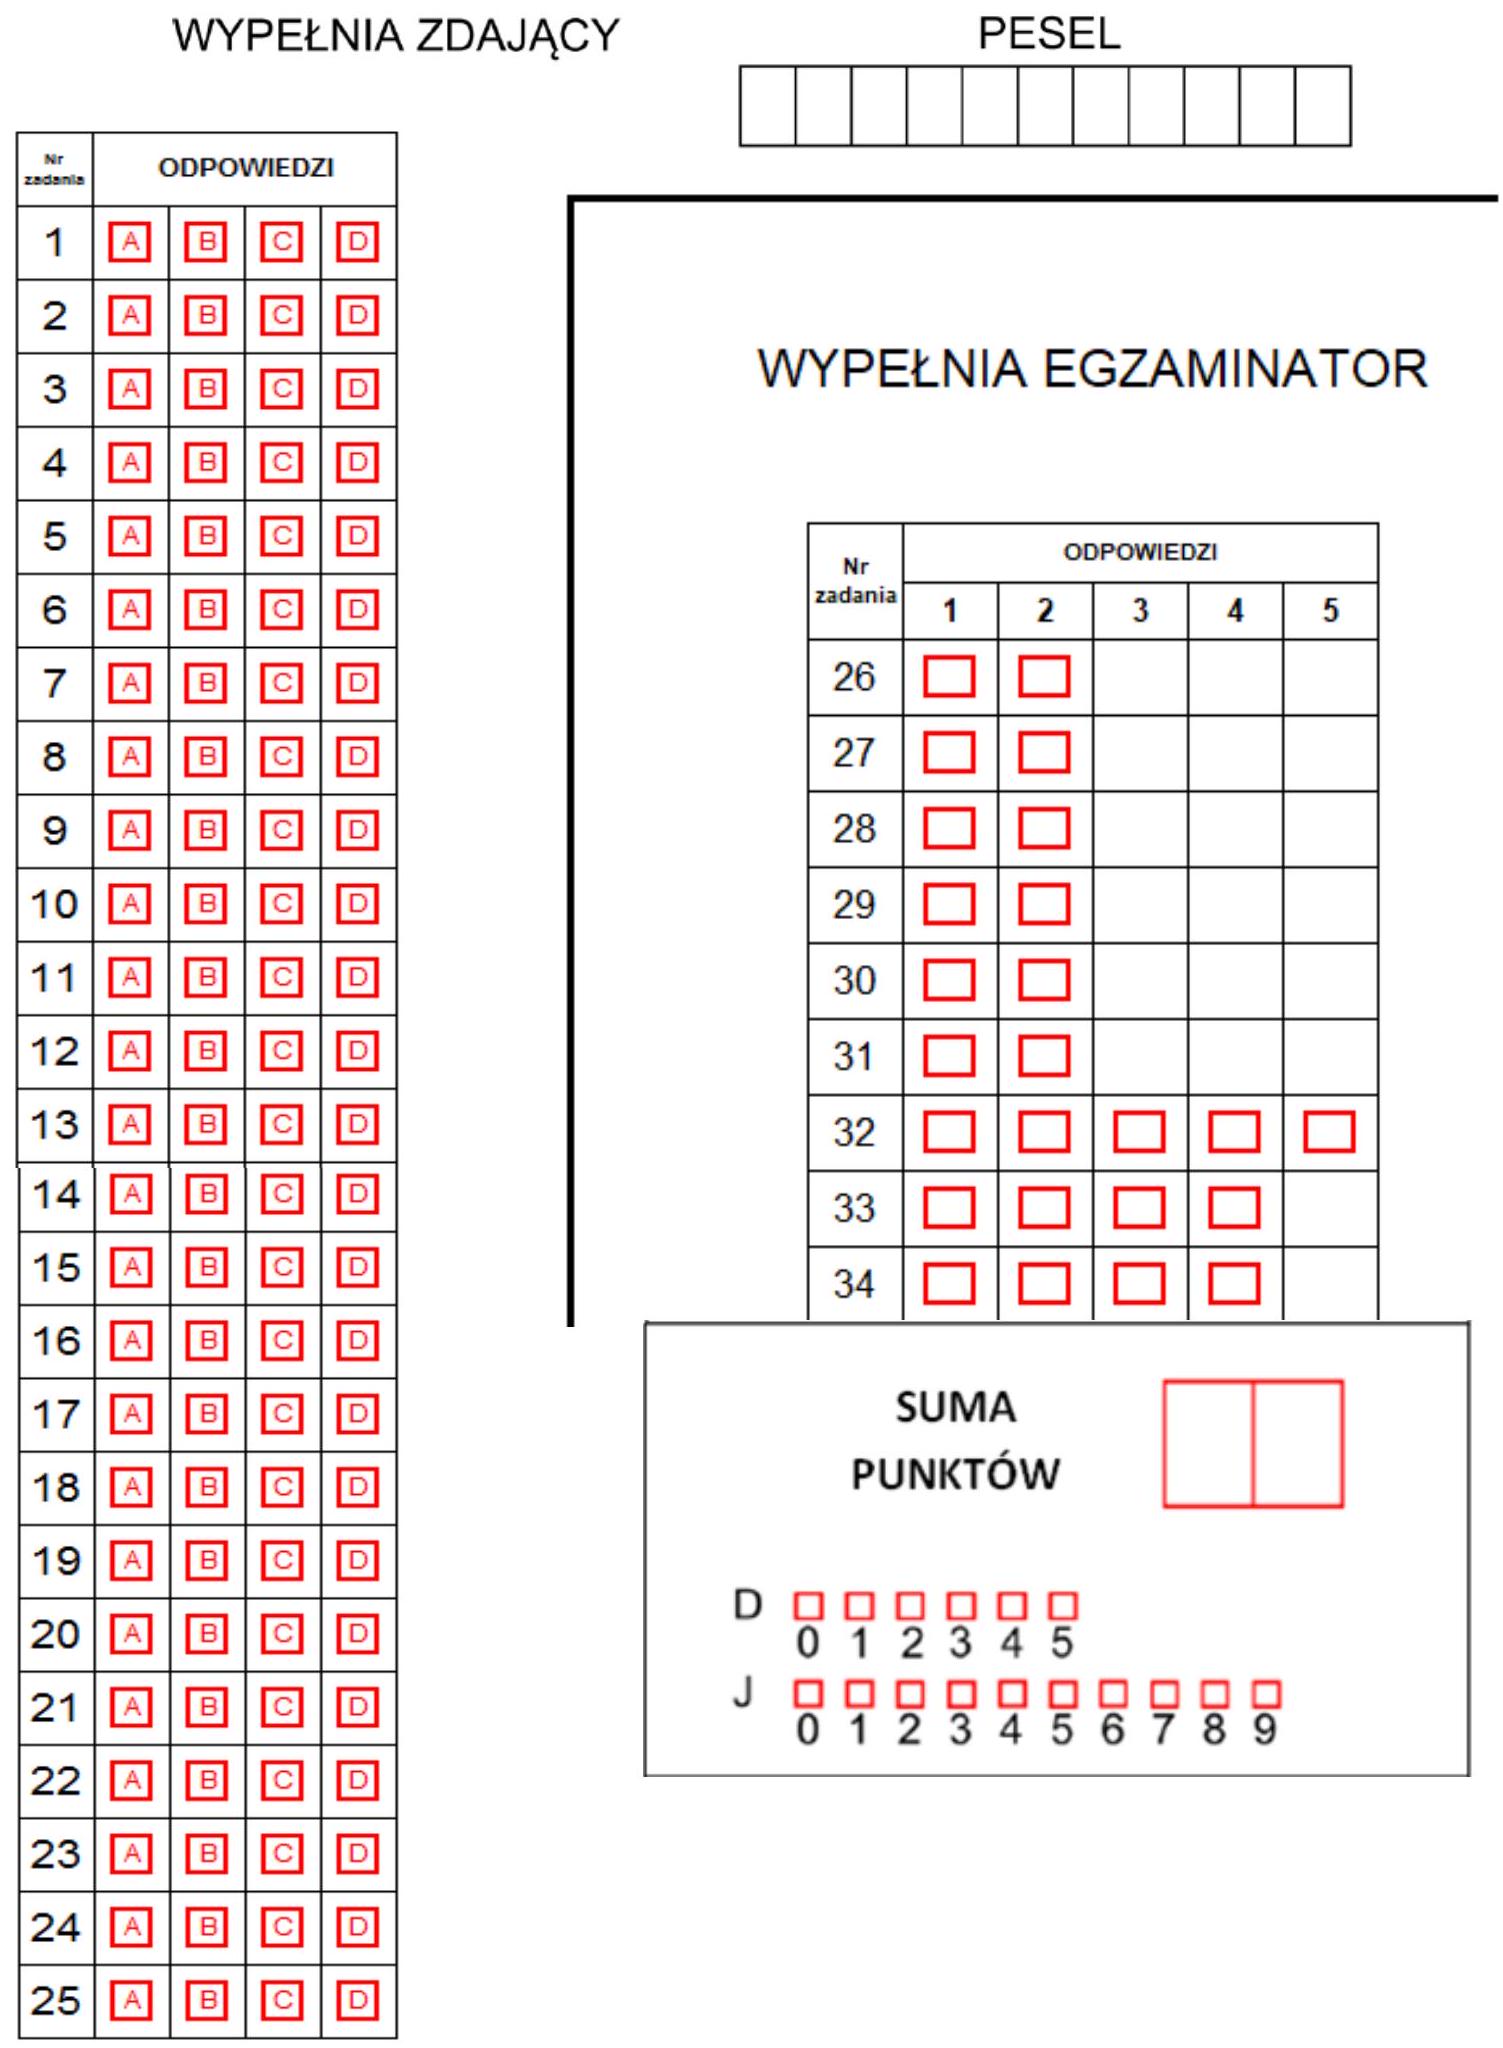 WYPEŁNIA ZDAJĄCY
PESEL
Nr zadania ODPOWIEDZI
1 A B C D
2 A B C D
3 A B C D
4 A B C D
5 A B C D
6 A B C D
7 A B C D
8 A B C D
9 A B C D
10 A B C D
11 A B C D
12 A B C D
13 A B C D
14 A B C D
15 A B C D
16 A B C D
17 A B C D
18 A B C D
19 A B C D
20 A B C D
21 A B C D
22 A B C D
23 A B C D
24 A B C D
25 A B C D
WYPEŁNIA EGZAMINATOR
Nr zadania
ODPOWIEDZI
1 2 3 4 5
26
27
28
29
30
31
32
33
34
SUMA
PUNKTÓW
D
0 1 2 3 4 5
J
0 1 2 3 4 5 6 7 8 9